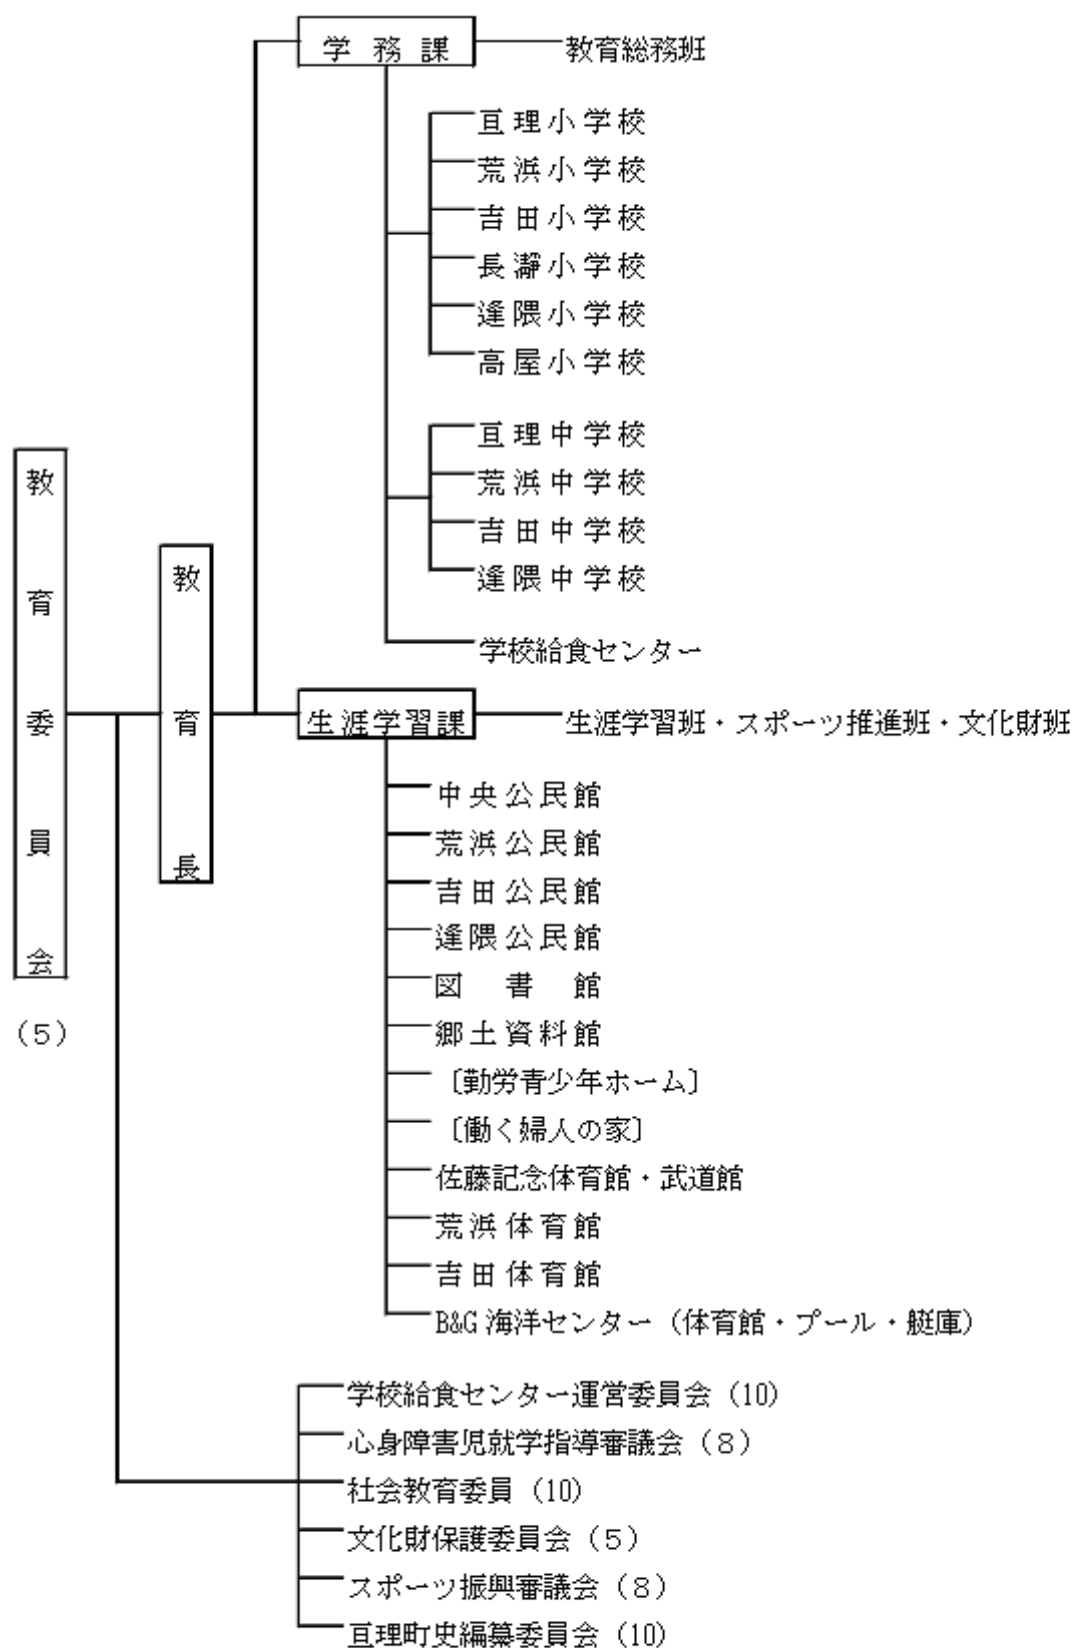 学務課
教育総務班
亘理小学校
荒浜小学校
吉田小学校
長瀞小学校
逢隈小学校
高屋小学校
亘理中学校
荒浜中学校
吉田中学校
逢隈中学校
学校給食センター
教育委員会
(5)
教育長
生涯学習課
生涯学習班・スポーツ推進班・文化財班
中央公民館
荒浜公民館
吉田公民館
逢隈公民館
図書館
郷土資料館
〔勤労青少年ホーム〕
〔働く婦人の家〕
佐藤記念体育館・武道館
荒浜体育館
吉田体育館
B&G海洋センター（体育館・プール・艇庫）
学校給食センター運営委員会（10）
心身障害児就学指導審議会（８）
社会教育委員（10）
文化財保護委員会（５）
スポーツ振興審議会（８）
亘理町史編纂委員会（10）